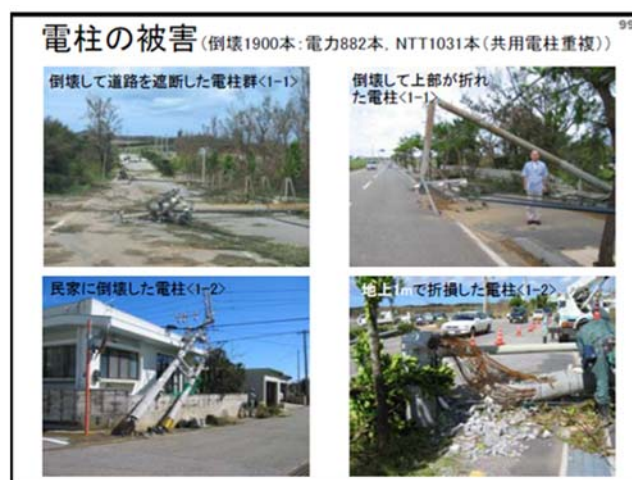 99
電柱の被害(倒壊1900本:電力882本, NTT1031本(共用電柱重複))
倒壊して道路を遮断した電柱群<1-1>
倒壊して上部が折れ
た電柱<1-1>
民家に倒壊した電柱<1-2>
地上1mで折損した電柱<1-2>